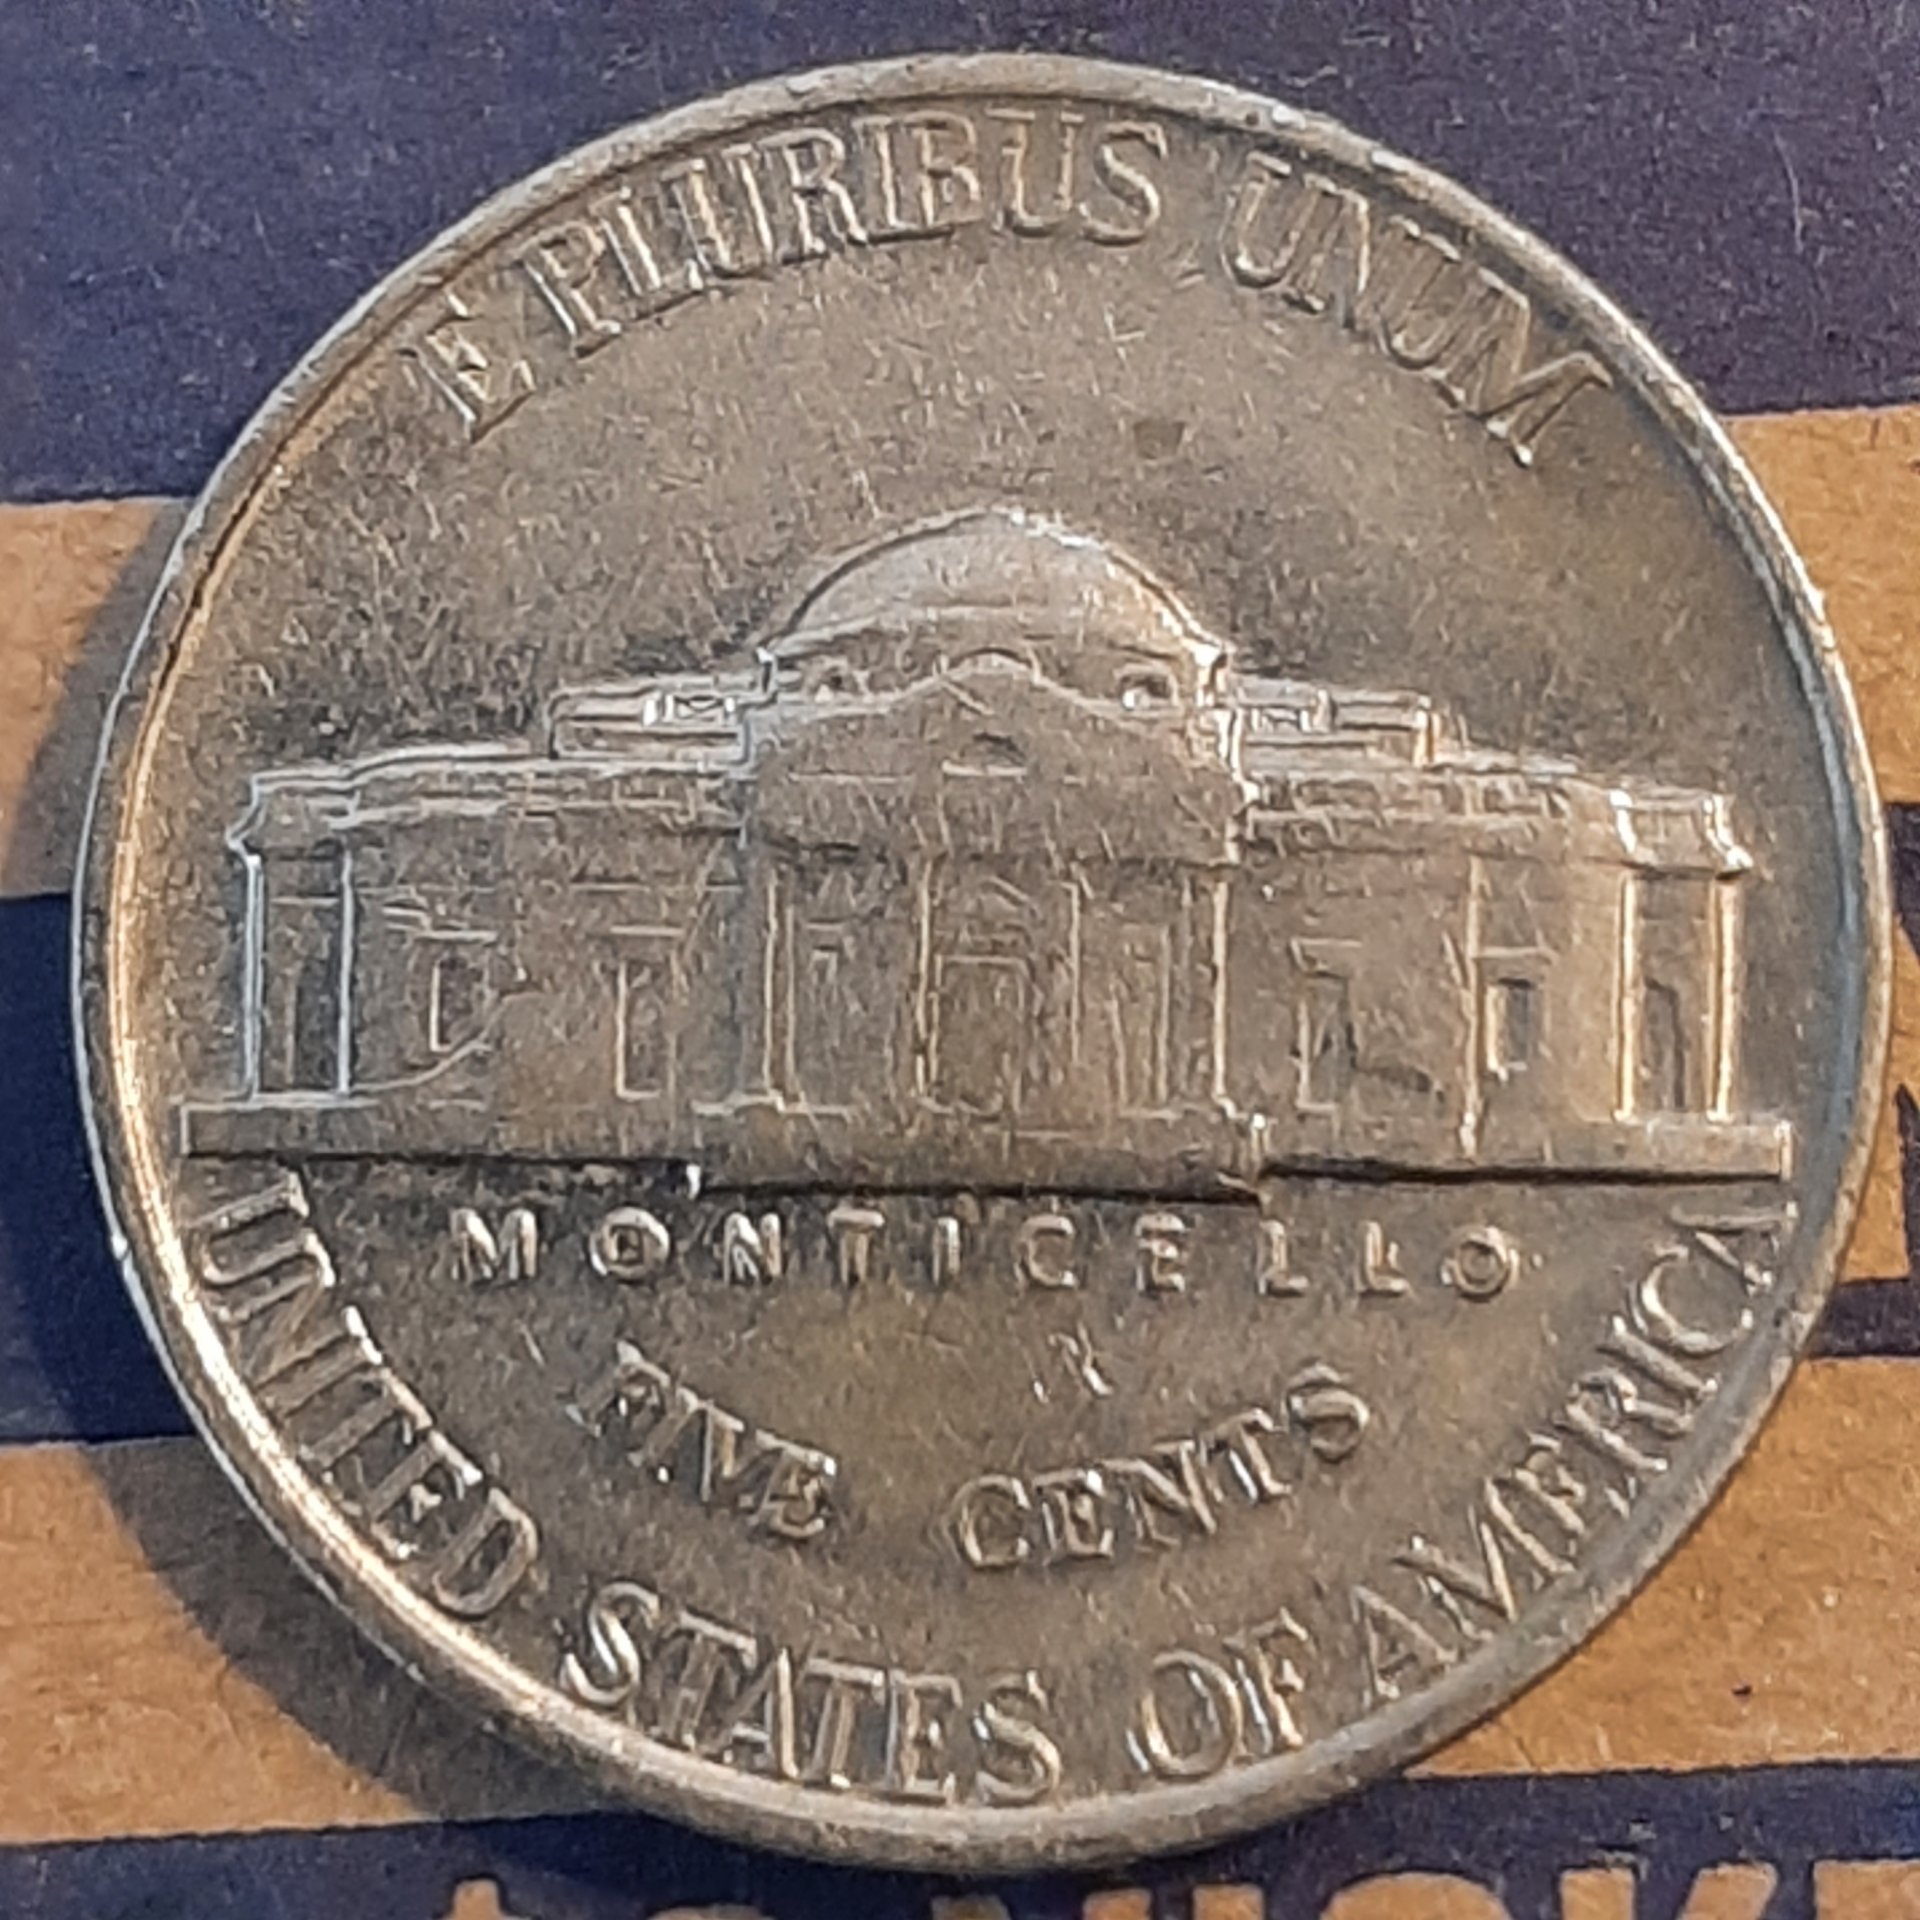 E PLURIBUS UNUM
MONTICELLO
FIVE CENTS
UNITED STATES OF AMERICA